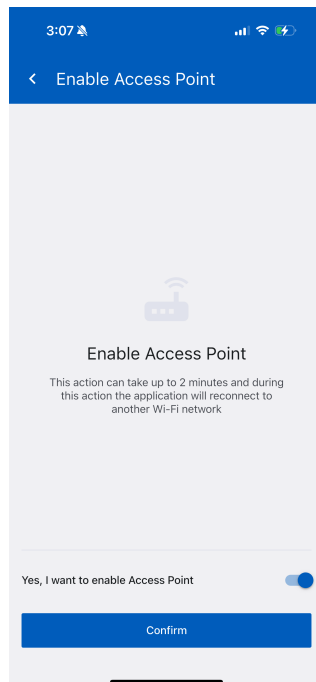 3:07
Enable Access Point
Enable Access Point
This action can take up to 2 minutes and during
this action the application will reconnect to
another Wi-Fi network
Yes, I want to enable Access Point
Confirm